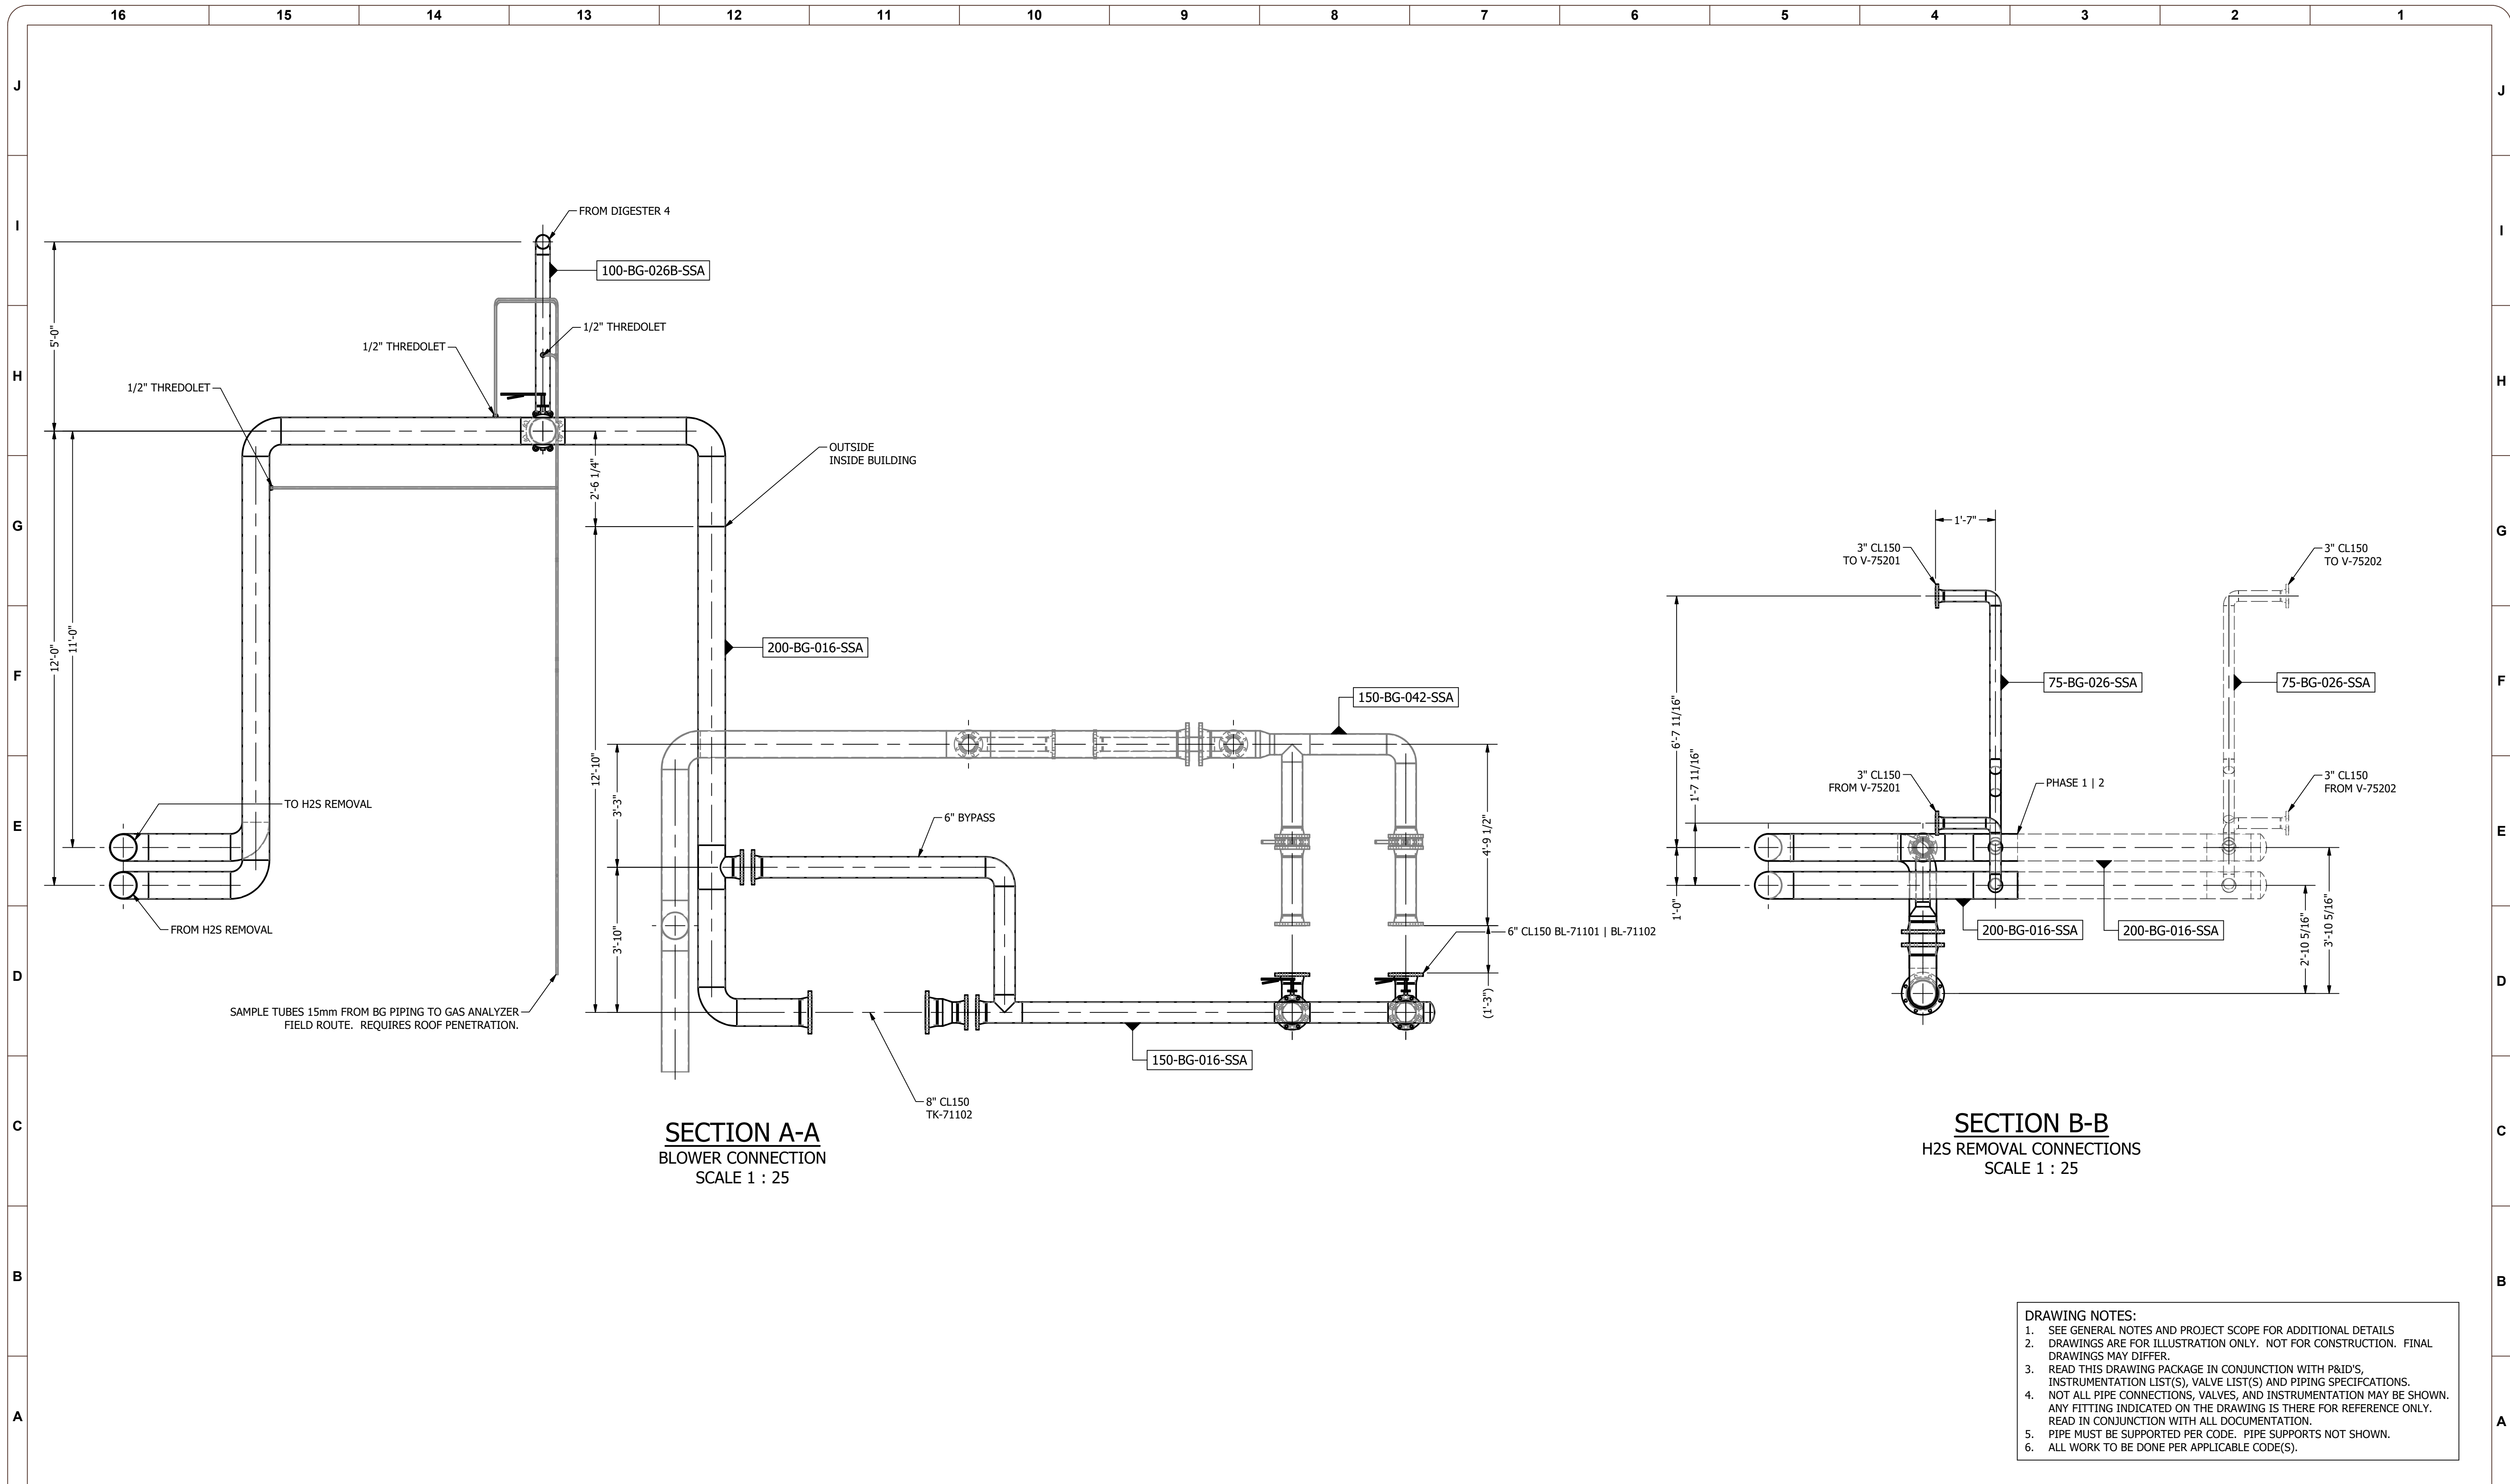 16 15 14 13 12 11 10 9 8 7 6 5 4 3 2 1
J
J
I
I
H
H
G
G
F
F
E
E
D
D
C
C
B
B
A
A
FROM DIGESTER 4
100-BG-026B-SSA
1/2" THREDOLET
1/2" THREDOLET
1/2" THREDOLET
5'-0"
12'-0"
11'-0"
OUTSIDE
INSIDE BUILDING
2'-6 1/4"
12'-10"
200-BG-016-SSA
150-BG-042-SSA
TO H2S REMOVAL
FROM H2S REMOVAL
3'-3"
3'-10"
6" BYPASS
4'-9 1/2"
(1'-3")
6" CL150 BL-71101 | BL-71102
SAMPLE TUBES 15mm FROM BG PIPING TO GAS ANALYZER
FIELD ROUTE. REQUIRES ROOF PENETRATION.
150-BG-016-SSA
8" CL150
TK-71102
SECTION A-A
BLOWER CONNECTION
SCALE 1 : 25
1'-7"
3" CL150
TO V-75201
3" CL150
TO V-75202
6'-7 11/16"
1'-7 11/16"
1'-0"
75-BG-026-SSA
75-BG-026-SSA
3" CL150
FROM V-75201
PHASE 1 | 2
3" CL150
FROM V-75202
200-BG-016-SSA
200-BG-016-SSA
2'-10 5/16"
3'-10 5/16"
SECTION B-B
H2S REMOVAL CONNECTIONS
SCALE 1 : 25
DRAWING NOTES:
1. SEE GENERAL NOTES AND PROJECT SCOPE FOR ADDITIONAL DETAILS
2. DRAWINGS ARE FOR ILLUSTRATION ONLY. NOT FOR CONSTRUCTION. FINAL
DRAWINGS MAY DIFFER.
3. READ THIS DRAWING PACKAGE IN CONJUNCTION WITH P&ID'S,
INSTRUMENTATION LIST(S), VALVE LIST(S) AND PIPING SPECIFCATIONS.
4. NOT ALL PIPE CONNECTIONS, VALVES, AND INSTRUMENTATION MAY BE SHOWN.
ANY FITTING INDICATED ON THE DRAWING IS THERE FOR REFERENCE ONLY.
READ IN CONJUNCTION WITH ALL DOCUMENTATION.
5. PIPE MUST BE SUPPORTED PER CODE. PIPE SUPPORTS NOT SHOWN.
6. ALL WORK TO BE DONE PER APPLICABLE CODE(S).